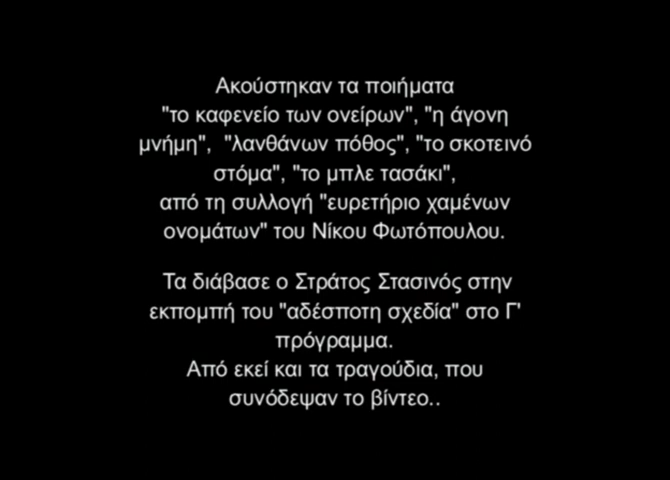 Ακούστηκαν τα ποιήματα
"το καφενείο των ονείρων", "η άγονη
μνήμη",  "λανθάνων πόθος", "το σκοτεινό
στόμα", "το μπλε τασάκι",
από τη συλλογή "ευρετήριο χαμένων
ονομάτων" του Νίκου Φωτόπουλου.
Τα διάβασε ο Στράτος Στασινός στην
εκπομπή του "αδέσποτη σχεδία" στο Γ'
πρόγραμμα.
Από εκεί και τα τραγούδια, που
συνόδεψαν το βίντεο..